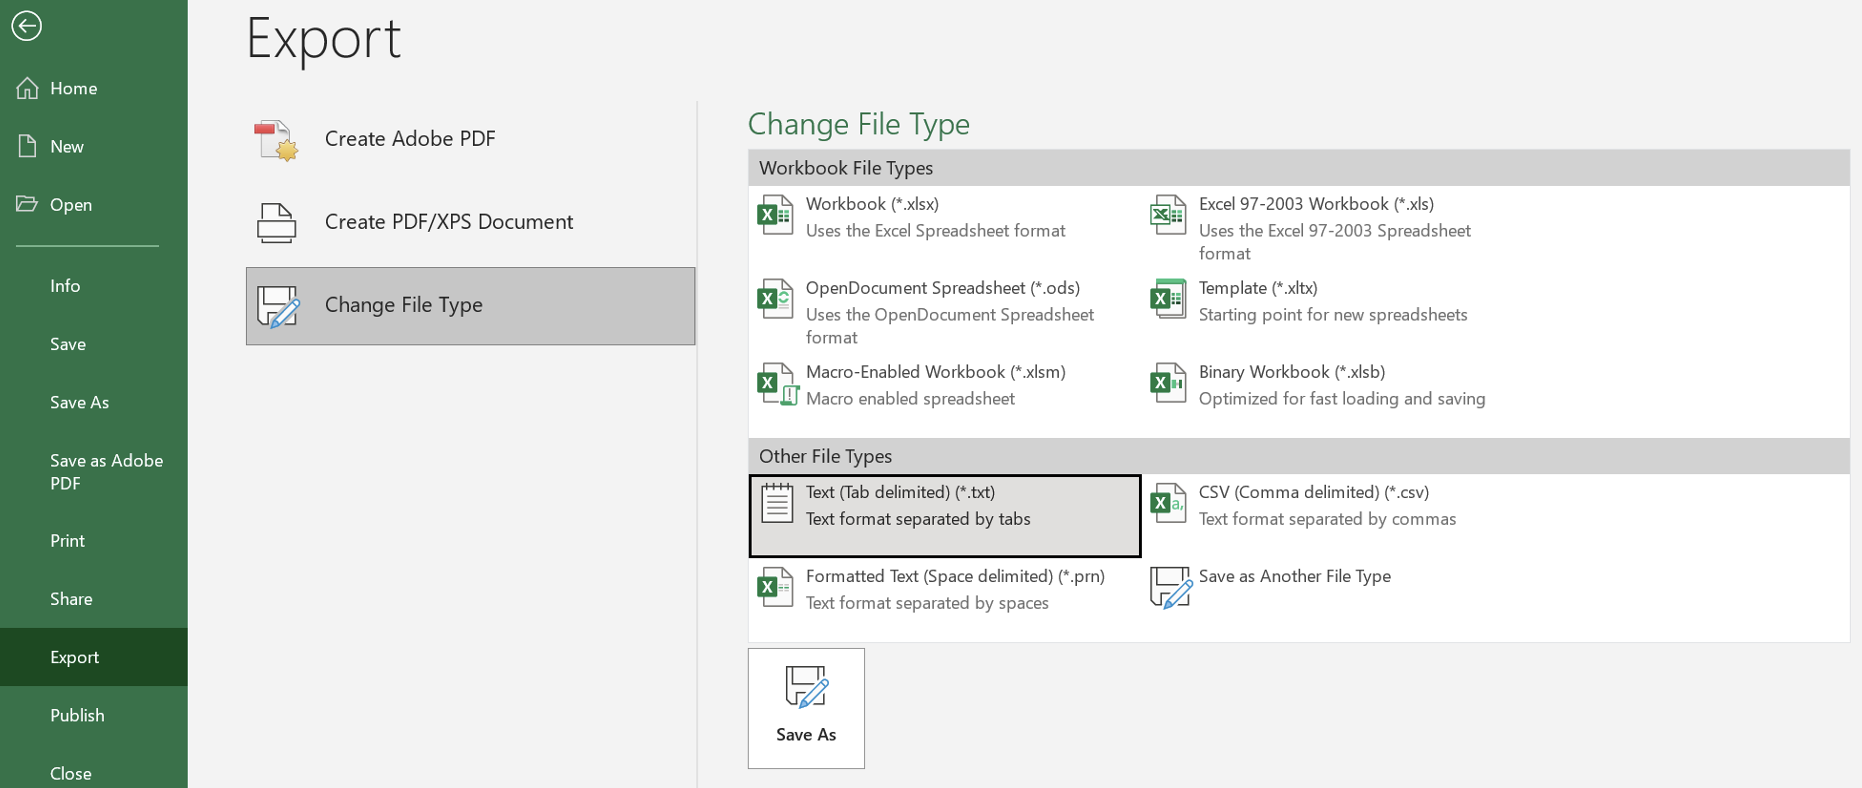 Export
Home
New
Open
Info
Save
Save As
Save as Adobe
PDF
Print
Share
Export
Publish
Close
Create Adobe PDF
Create PDF/XPS Document
Change File Type
Change File Type
Workbook File Types
Workbook (*.xlsx)
Uses the Excel Spreadsheet format
Excel 97-2003 Workbook (*.xls)
Uses the Excel 97-2003 Spreadsheet
format
OpenDocument Spreadsheet (*.ods)
Uses the OpenDocument Spreadsheet
format
Template (*.xltx)
Starting point for new spreadsheets
Macro-Enabled Workbook (*.xlsm)
Macro enabled spreadsheet
Binary Workbook (*.xlsb)
Optimized for fast loading and saving
Other File Types
Text (Tab delimited) (*.txt)
Text format separated by tabs
CSV (Comma delimited) (*.csv)
Text format separated by commas
Formatted Text (Space delimited) (*.prn)
Text format separated by spaces
Save as Another File Type
Save As